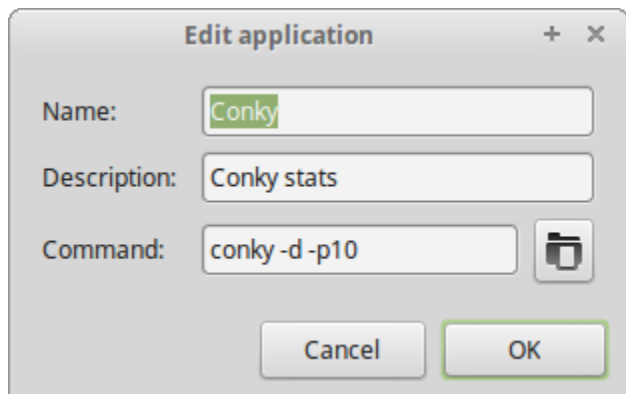 Edit application
Name: Conky
Description: Conky stats
Command: conky -d -p10
Cancel OK